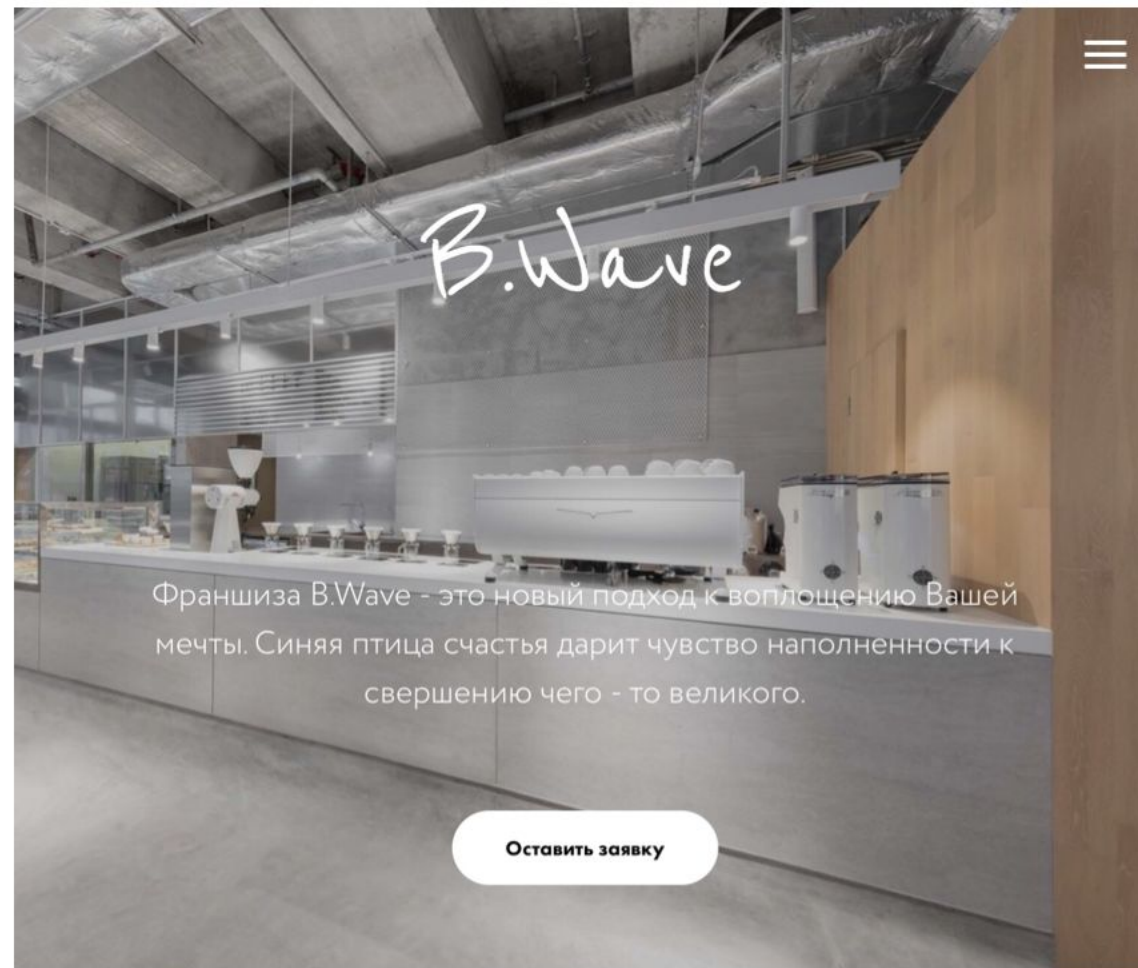 B.Wave
Франшиза B.Wave - это новый подход к воплощению Вашей
мечты. Синяя птица счастья дарит чувство наполненности к
свершению чего - то великого.
Оставить заявку